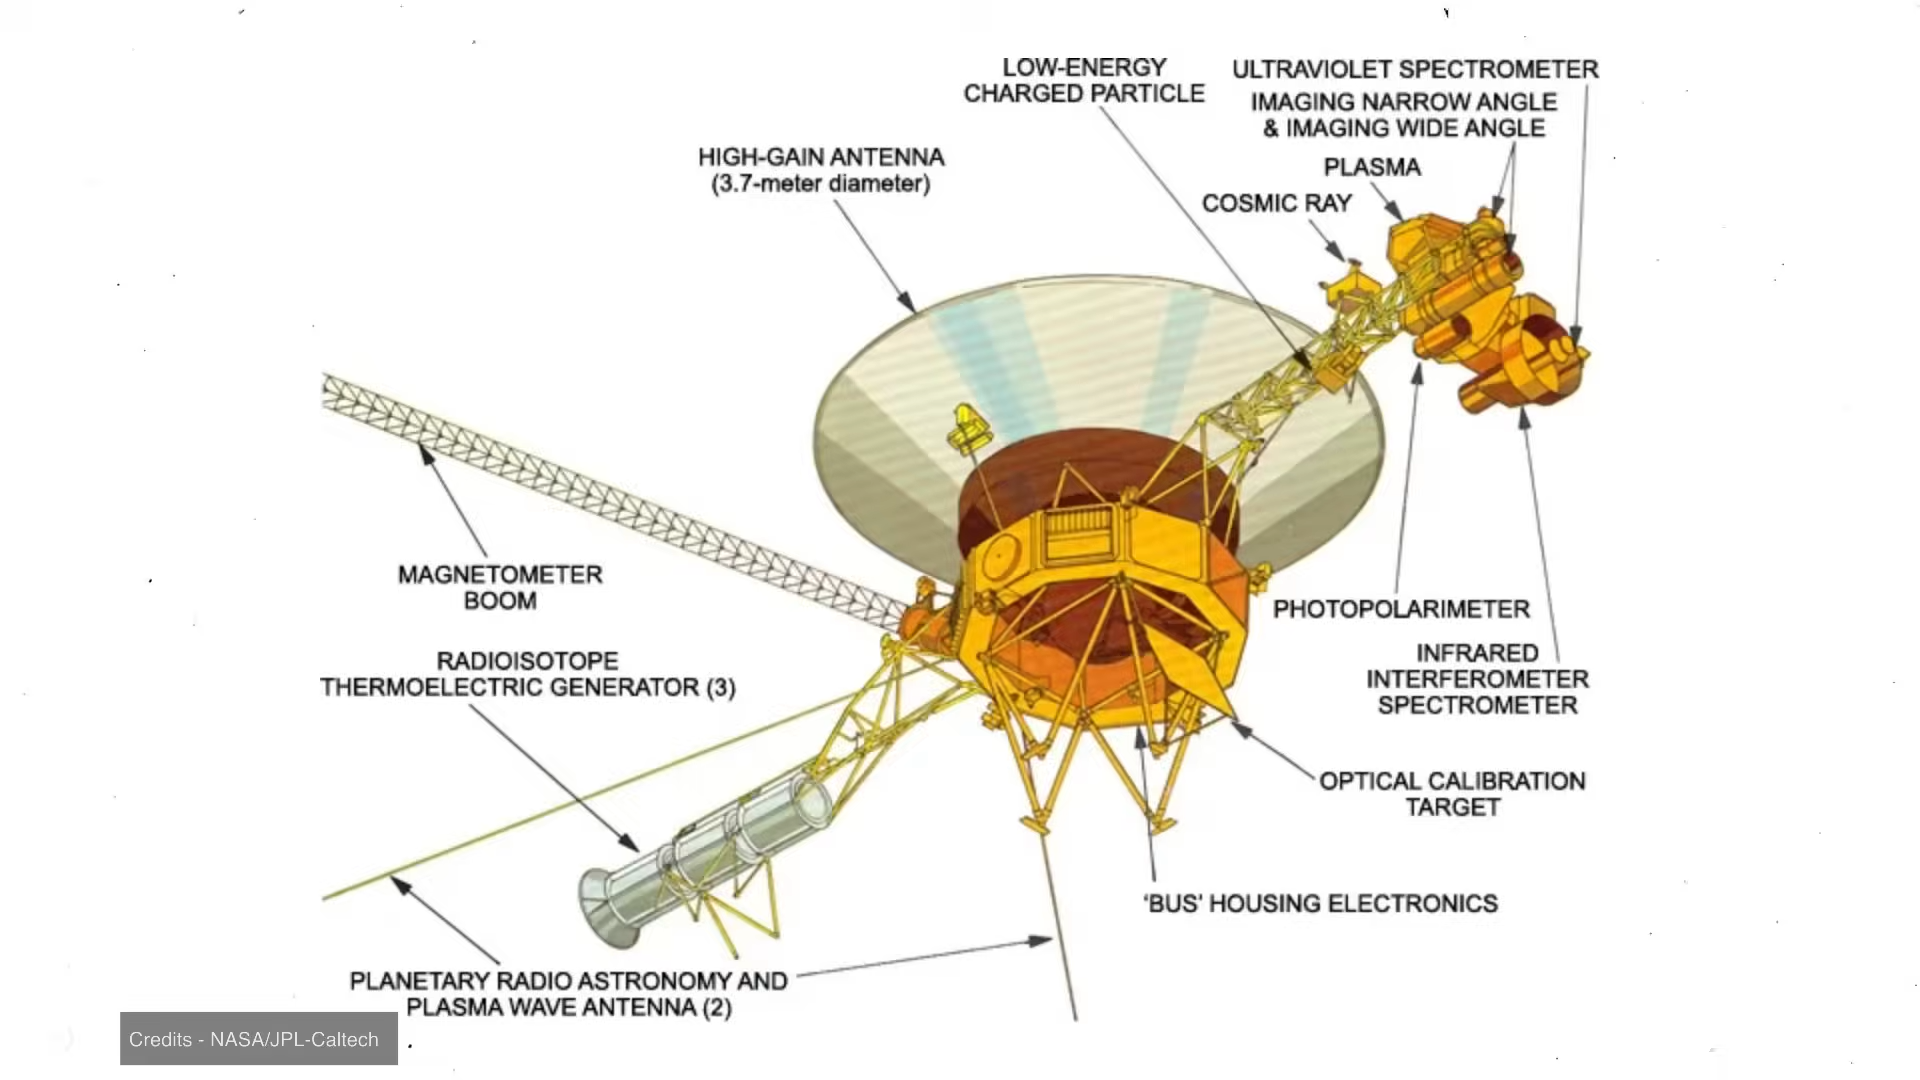 LOW-ENERGY
CHARGED PARTICLE
ULTRAVIOLET SPECTROMETER
IMAGING NARROW ANGLE
& IMAGING WIDE ANGLE
PLASMA
COSMIC RAY
HIGH-GAIN ANTENNA
(3.7-meter diameter)
MAGNETOMETER
BOOM
RADIOISOTOPE
THERMOELECTRIC GENERATOR (3)
PHOTOPOLARIMETER
INFRARED
INTERFEROMETER
SPECTROMETER
OPTICAL CALIBRATION
TARGET
‘BUS’ HOUSING ELECTRONICS
PLANETARY RADIO ASTRONOMY AND
PLASMA WAVE ANTENNA (2)
Credits - NASA/JPL-Caltech